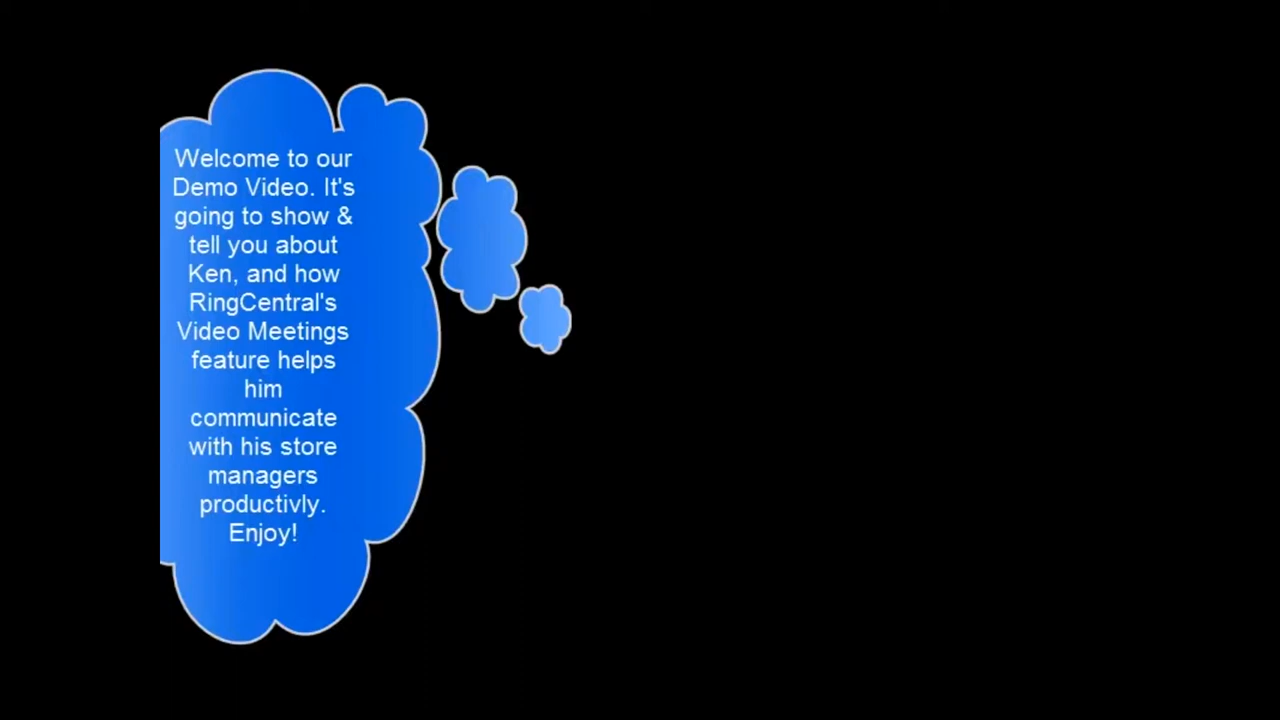 Welcome to our
Demo Video. It's
going to show &
tell you about
Ken, and how
RingCentral's
Video Meetings
feature helps
him
communicate
with his store
managers
productivly.
Enjoy!